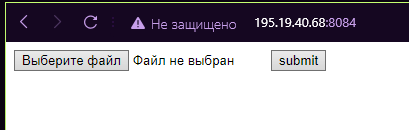 Не защищено 195.19.40.68:8084
Выберите файл Файл не выбран submit